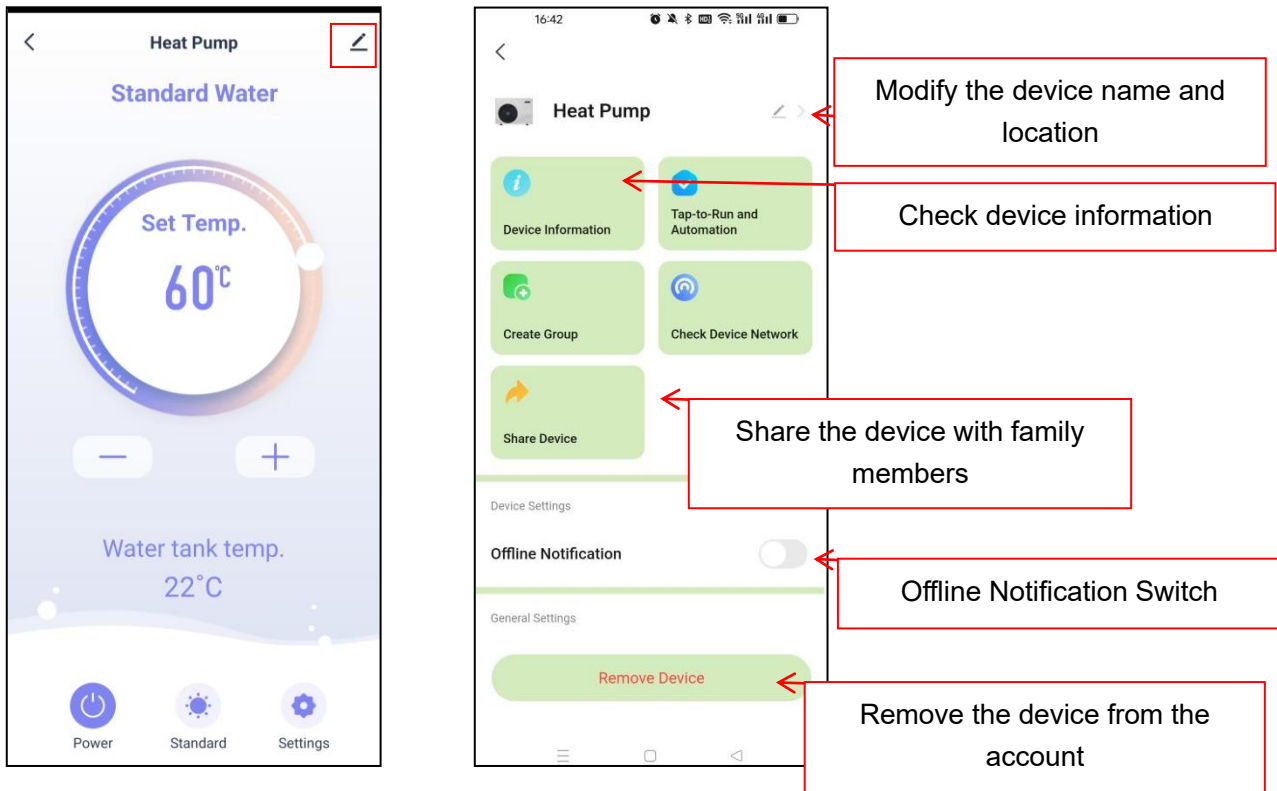 Heat Pump
Standard Water
Set Temp.
60°C
Water tank temp.
22°C
Power
Standard
Settings
16:42
Heat Pump
Device Information
Tap-to-Run and
Automation
Create Group
Check Device Network
Share Device
Device Settings
Offline Notification
General Settings
Remove Device
Modify the device name and
location
Check device information
Share the device with family
members
Offline Notification Switch
Remove the device from the
account